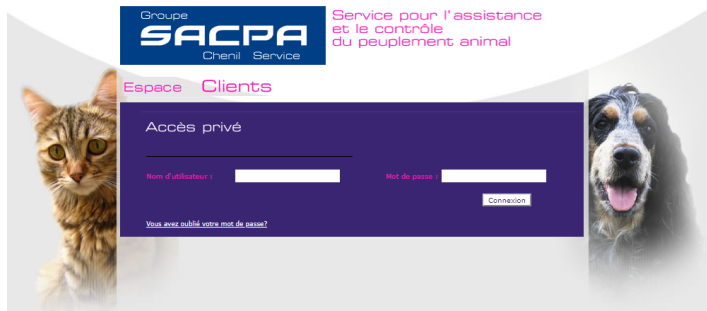 Groupe
SACPA
Chenil Service
Service pour l'assistance
et le contrôle
du peuplement animal
Espace Clients
Accès privé
Nom d'utilisateur :
Mot de passe :
Connexion
Vous avez oublié votre mot de passe?